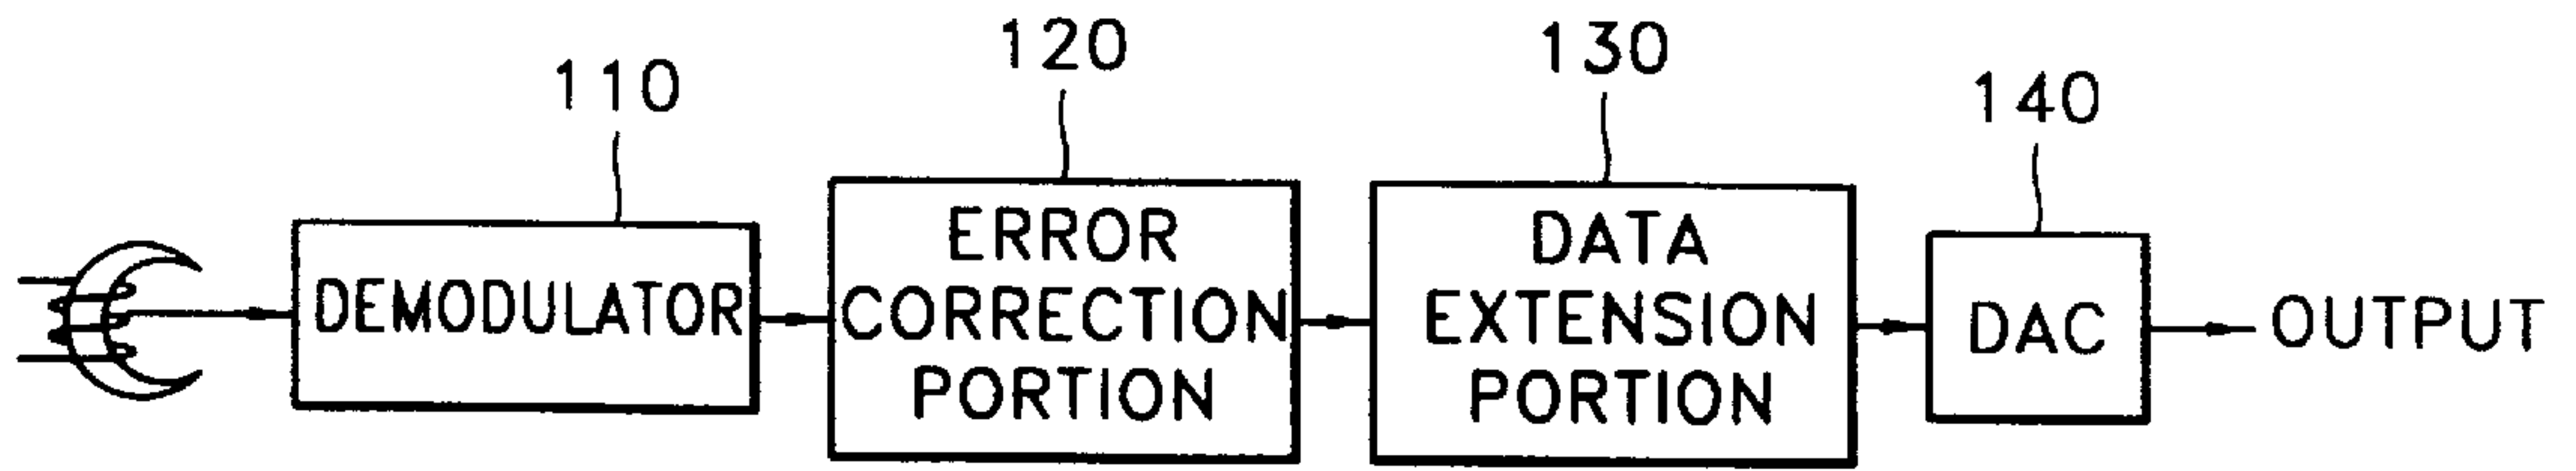 110
120
130
140
DEMODULATOR
ERROR
CORRECTION
PORTION
DATA
EXTENSION
PORTION
DAC
OUTPUT